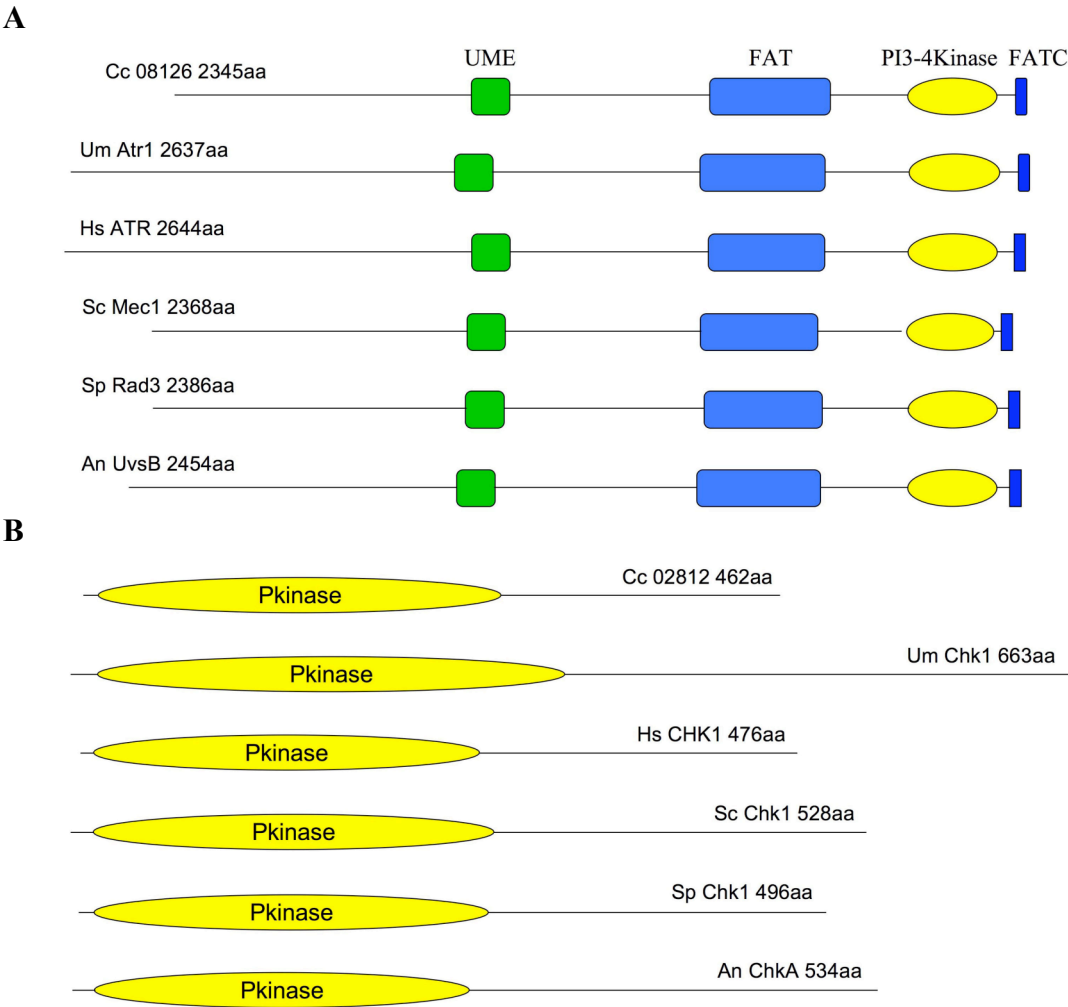 A
UME FAT PI3-4Kinase FATC
Cc 08126 2345aa
Um Atr1 2637aa
Hs ATR 2644aa
Sc Mec1 2368aa
Sp Rad3 2386aa
An UvsB 2454aa
B
Pkinase Cc 02812 462aa
Pkinase Um Chk1 663aa
Pkinase Hs CHK1 476aa
Pkinase Sc Chk1 528aa
Pkinase Sp Chk1 496aa
Pkinase An ChkA 534aa